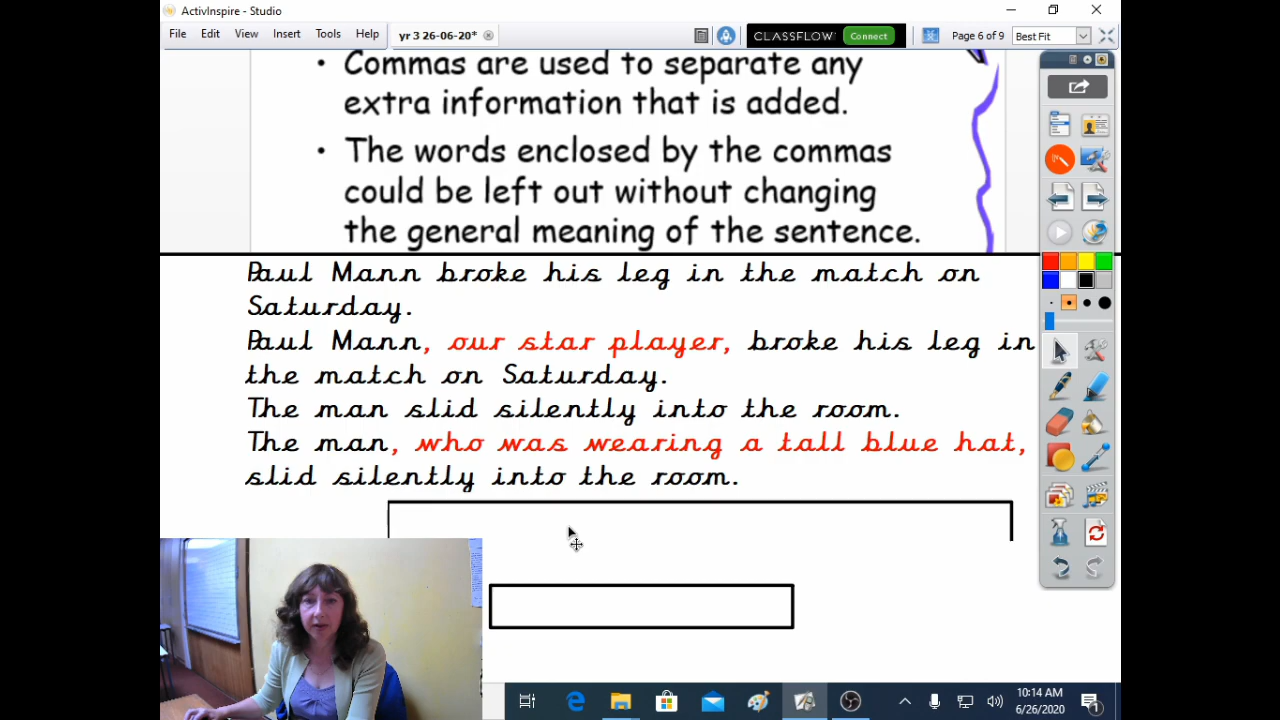 ActivInspire - Studio
File Edit View Insert Tools Help
yr 3 26-06-20*
CLASSFLOW Connect
Page 6 of 9
Best Fit
• Commas are used to separate any
extra information that is added.
• The words enclosed by the commas
could be left out without changing
the general meaning of the sentence.
Paul Mann broke his leg in the match on
Saturday.
Paul Mann, our star player, broke his leg in
the match on Saturday.
The man slid silently into the room.
The man, who was wearing a tall blue hat,
slid silently into the room.
10:14 AM
6/26/2020
1